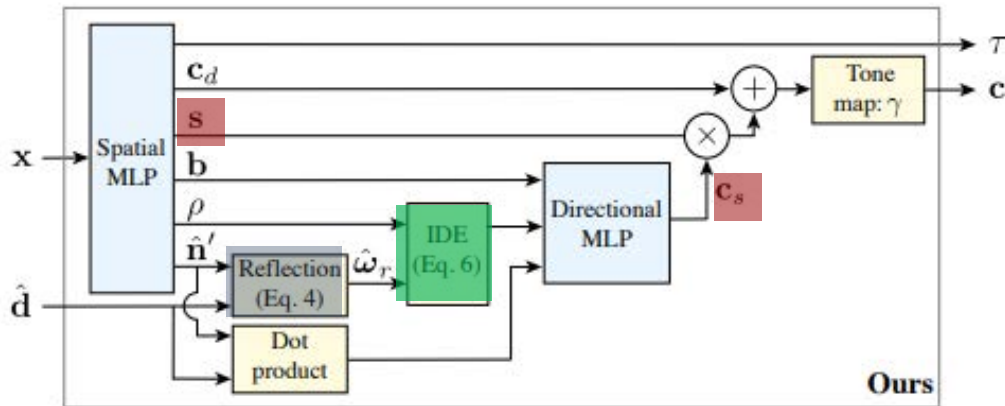 τ
c_d
Tone
map: γ
c
s
x
Spatial
MLP
b
c_s
ρ
Directional
MLP
IDE
(Eq. 6)
n̂′
Reflection
(Eq. 4)
ω̂_r
d̂
Dot
product
Ours